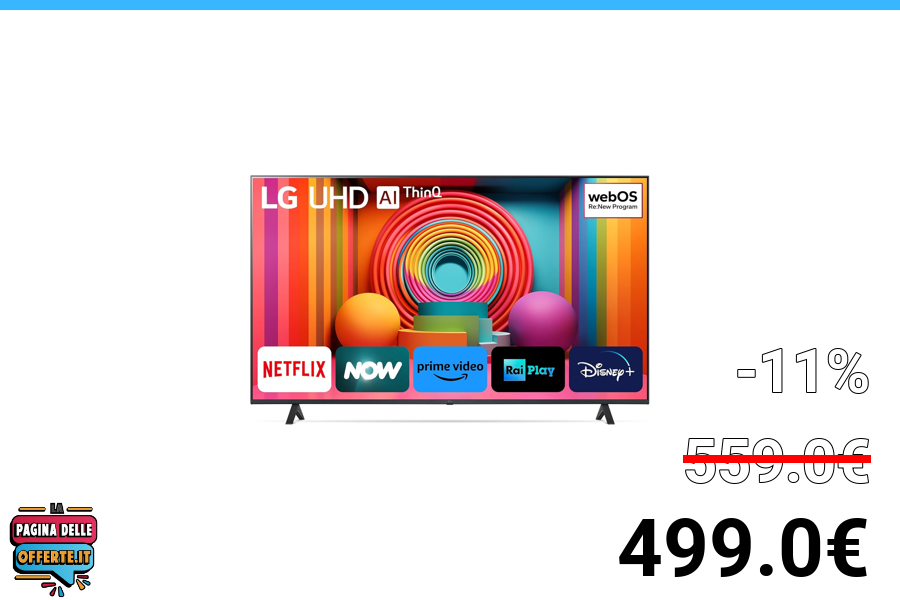 LG UHD AI ThinQ
webOS
Re:New Program
NETFLIX
NOW
prime video
Rai Play
Disney+
-11%
559.0€
499.0€
LA
PAGINA DELLE
OFFERTE.IT